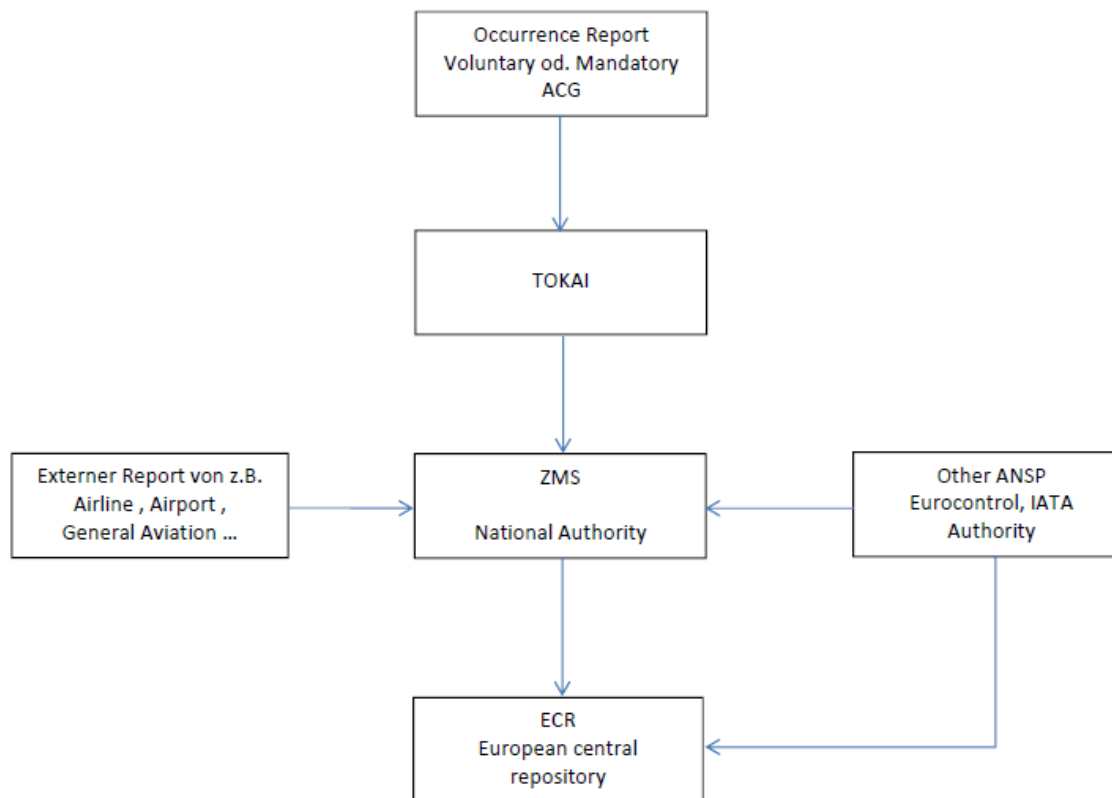 Occurrence Report
Voluntary od. Mandatory
ACG
TOKAI
Externer Report von z.B.
Airline , Airport ,
General Aviation ...
ZMS
National Authority
Other ANSP
Eurocontrol, IATA
Authority
ECR
European central
repository